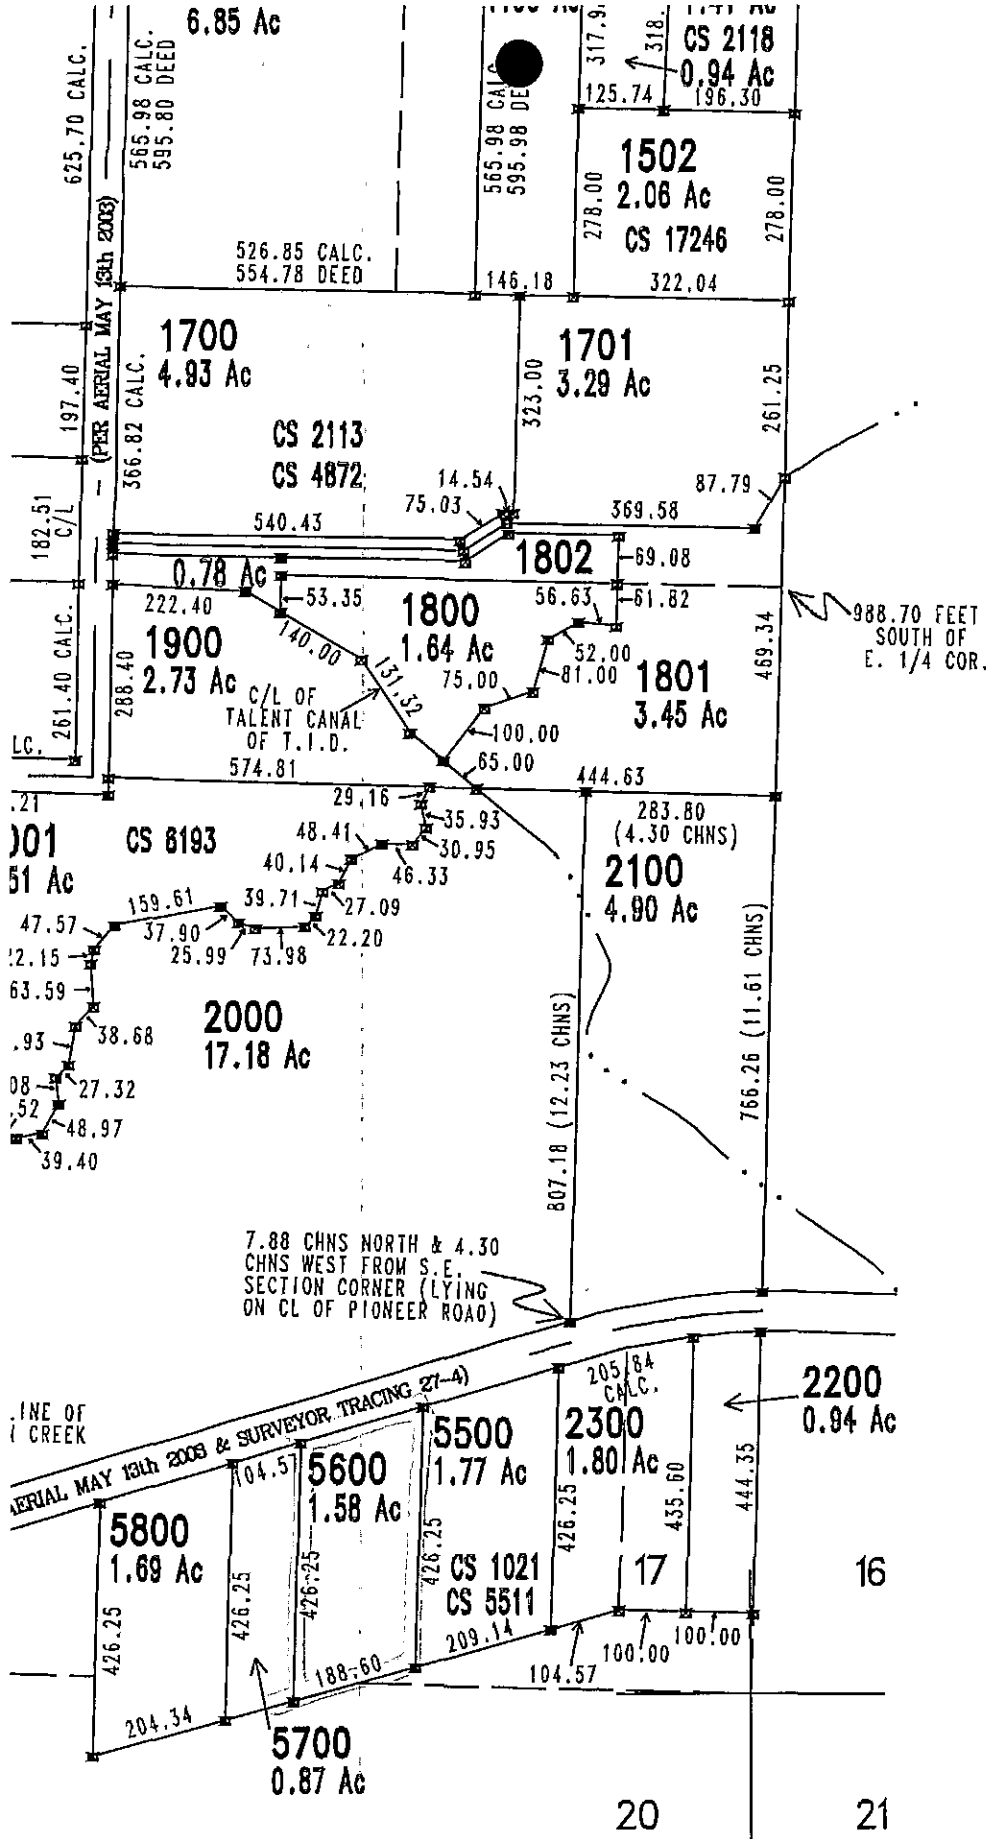 6.85 Ac
CS 2118
0.94 Ac
625.70 CALC.
565.98 CALC.
595.80 DEED
565.98 CALC
595.98 DE
317.9
318.
125.74
196.30
1502
2.06 Ac
CS 17246
278.00
278.00
(PER AERIAL MAY 13th 2003)
526.85 CALC.
554.78 DEED
146.18
322.04
1700
4.93 Ac
1701
3.29 Ac
197.40
366.82 CALC.
323.00
261.25
CS 2113
CS 4872
14.54
75.03
87.79
369.58
540.43
182.51
C/L
1802
69.08
0.78 Ac
222.40
53.35
1800
1.64 Ac
56.63
61.82
988.70 FEET
SOUTH OF
E. 1/4 COR.
140.00
1900
2.73 Ac
52.00
81.00
75.00
1801
3.45 Ac
469.34
261.40 CALC.
288.40
131.32
C/L OF
TALENT CANAL
OF T.I.D.
100.00
LC.
574.81
65.00
444.63
.21
29.16
283.80
(4.30 CHNS)
001
51 Ac
CS 8193
35.93
48.41
30.95
40.14
46.33
2100
4.90 Ac
159.61
39.71
27.09
47.57
37.90
22.20
25.99
73.98
2.15
63.59
2000
17.18 Ac
38.68
.93
08
27.32
.52
48.97
39.40
807.18 (12.23 CHNS)
766.26 (11.61 CHNS)
7.88 CHNS NORTH & 4.30
CHNS WEST FROM S.E.
SECTION CORNER (LYING
ON CL OF PIONEER ROAD)
INE OF
CREEK
AERIAL MAY 13th 2003 & SURVEYOR TRACING 27-4)
205.84
CALC.
2200
0.94 Ac
104.57
5600
1.58 Ac
5500
1.77 Ac
2300
1.80 Ac
5800
1.69 Ac
426.25
426.25
426.25
426.25
426.25
435.60
444.35
CS 1021
CS 5511
17
16
209.14
104.57
100.00
100.00
188.60
204.34
5700
0.87 Ac
20
21